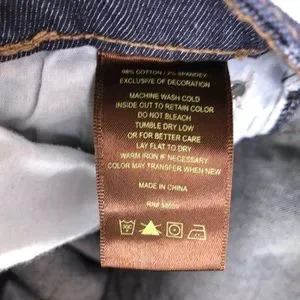 98% COTTON / 2% SPANDEX
EXCLUSIVE OF DECORATION
MACHINE WASH COLD
INSIDE OUT TO RETAIN COLOR
DO NOT BLEACH
TUMBLE DRY LOW
OR FOR BETTER CARE
LAY FLAT TO DRY
WARM IRON IF NECESSARY
COLOR MAY TRANSFER WHEN NEW
MADE IN CHINA
RN#